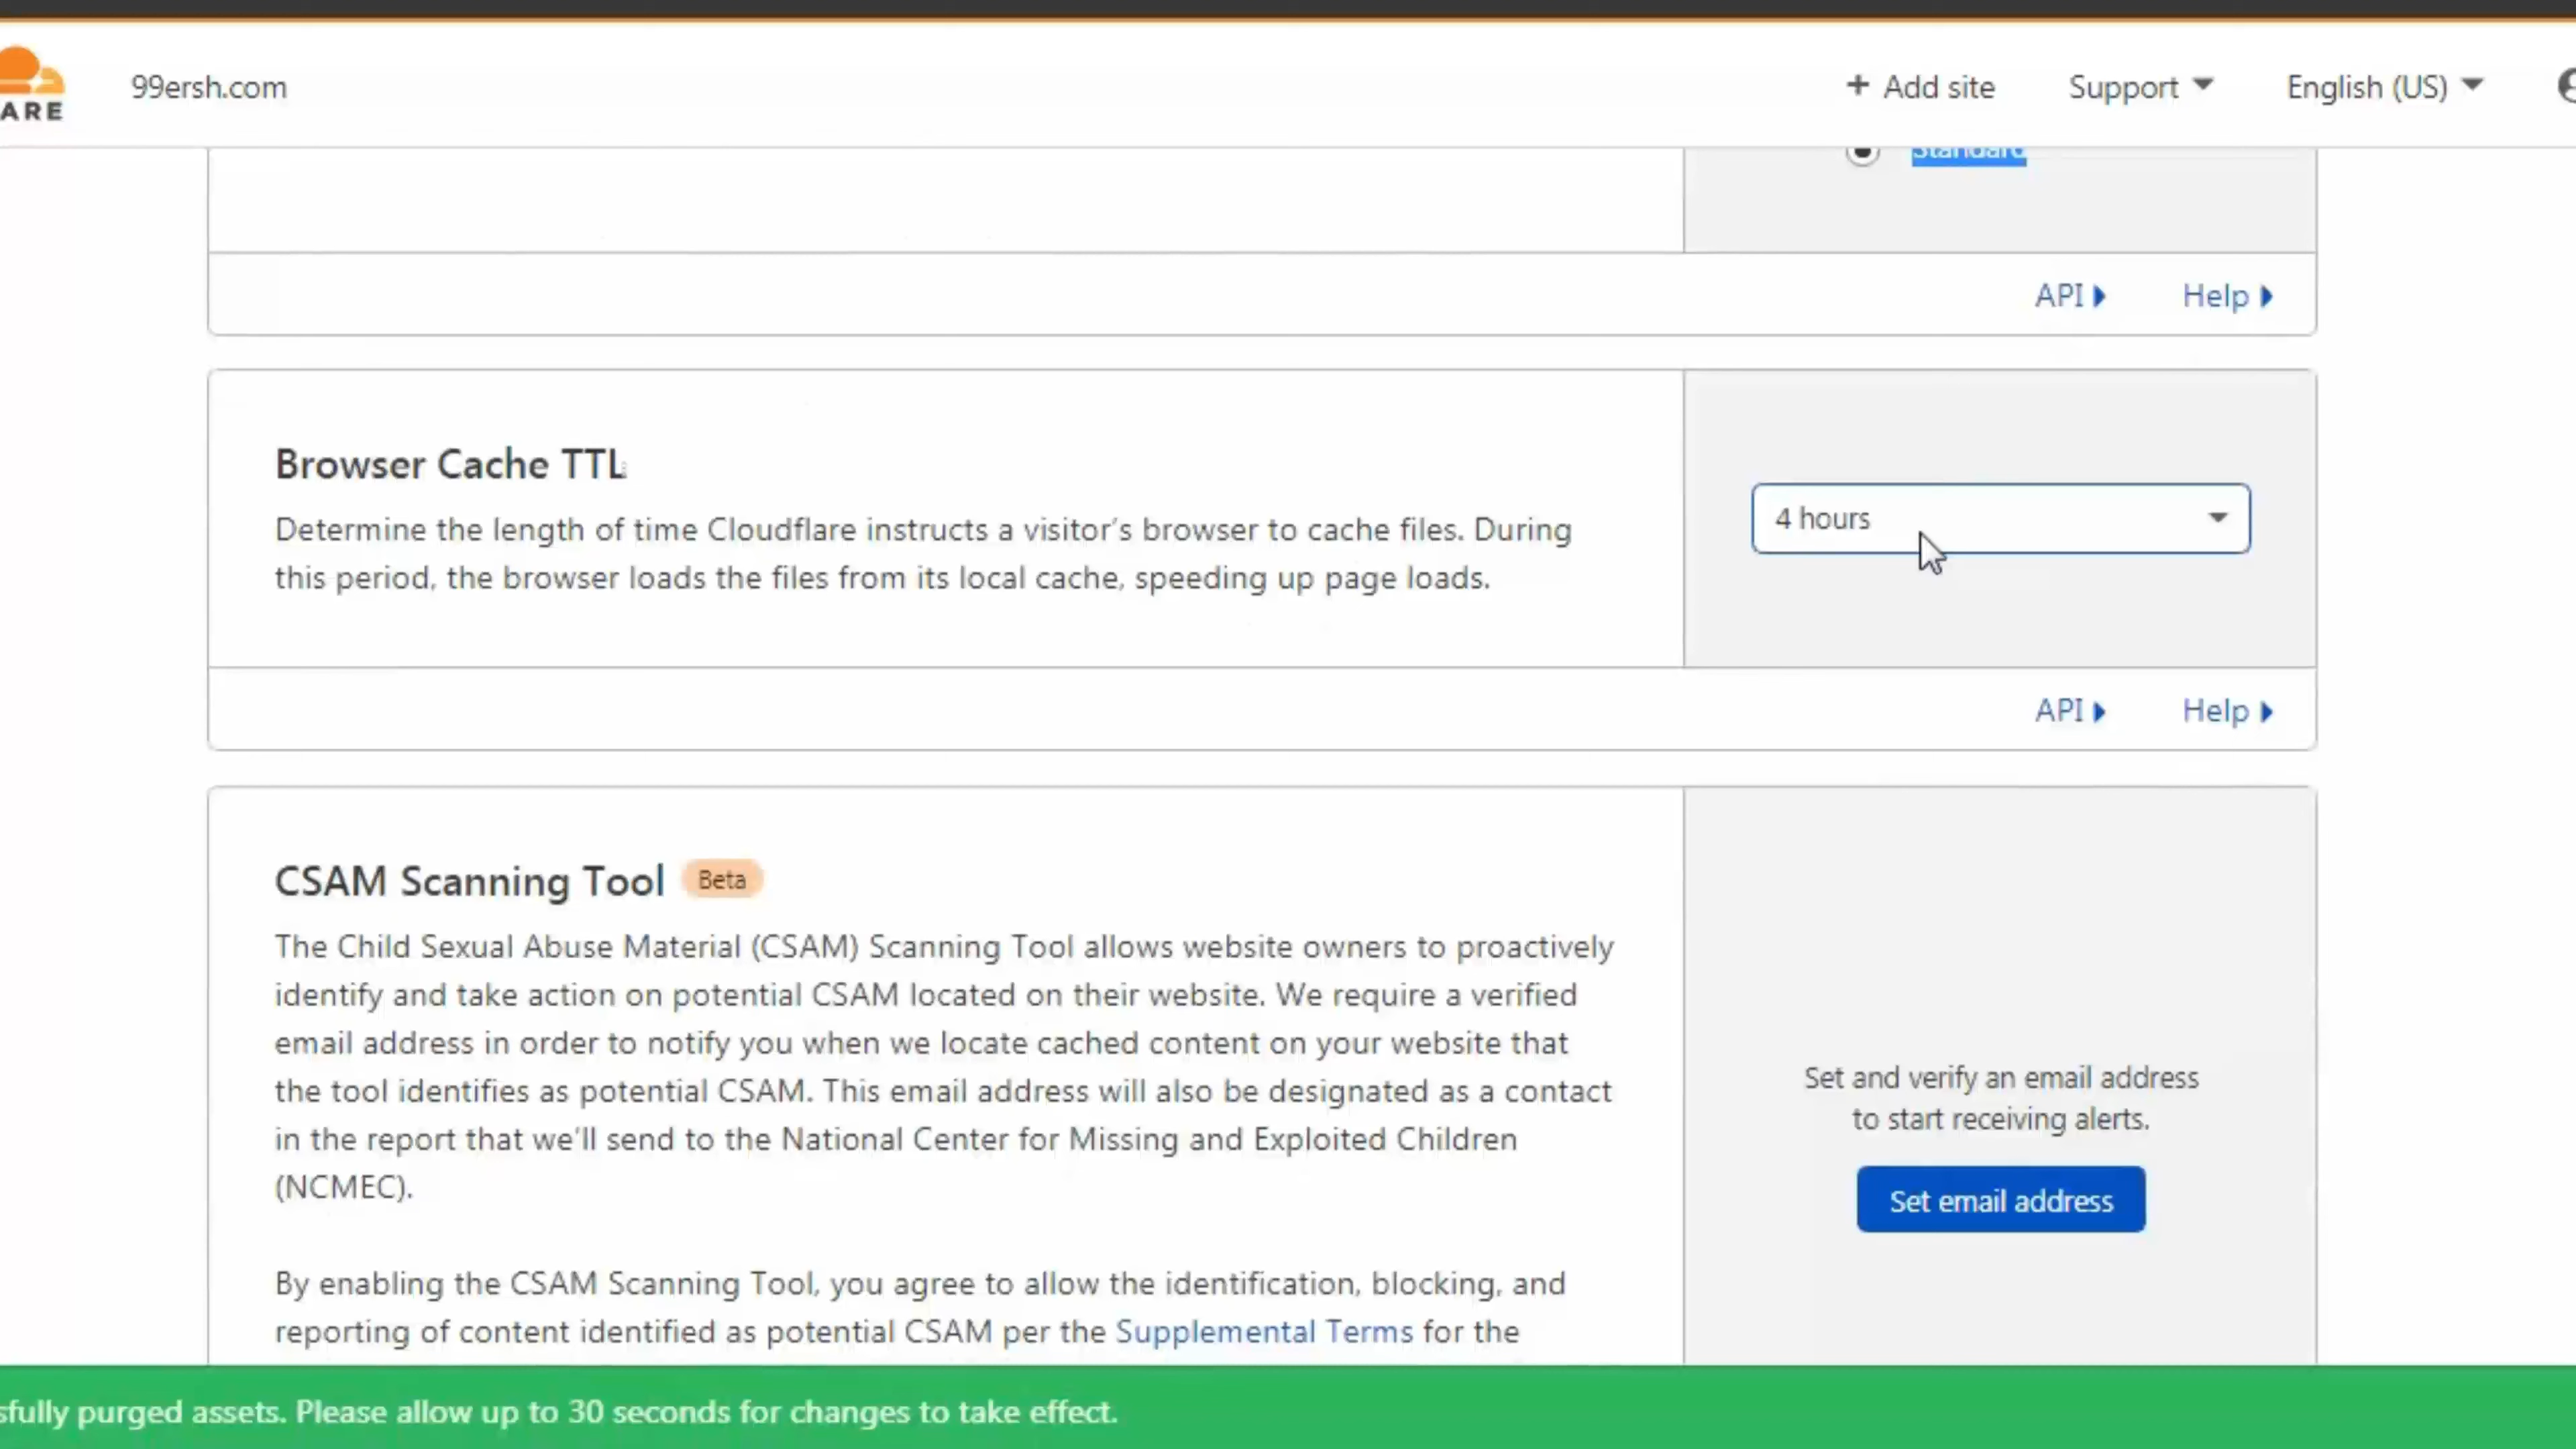 ARE
99ersh.com
+ Add site
Support
English (US)
Standard
API
Help
Browser Cache TTL
Determine the length of time Cloudflare instructs a visitor's browser to cache files. During
this period, the browser loads the files from its local cache, speeding up page loads.
4 hours
API
Help
CSAM Scanning Tool Beta
The Child Sexual Abuse Material (CSAM) Scanning Tool allows website owners to proactively
identify and take action on potential CSAM located on their website. We require a verified
email address in order to notify you when we locate cached content on your website that
the tool identifies as potential CSAM. This email address will also be designated as a contact
in the report that we'll send to the National Center for Missing and Exploited Children
(NCMEC).
By enabling the CSAM Scanning Tool, you agree to allow the identification, blocking, and
reporting of content identified as potential CSAM per the Supplemental Terms for the
Set and verify an email address
to start receiving alerts.
Set email address
sfully purged assets. Please allow up to 30 seconds for changes to take effect.